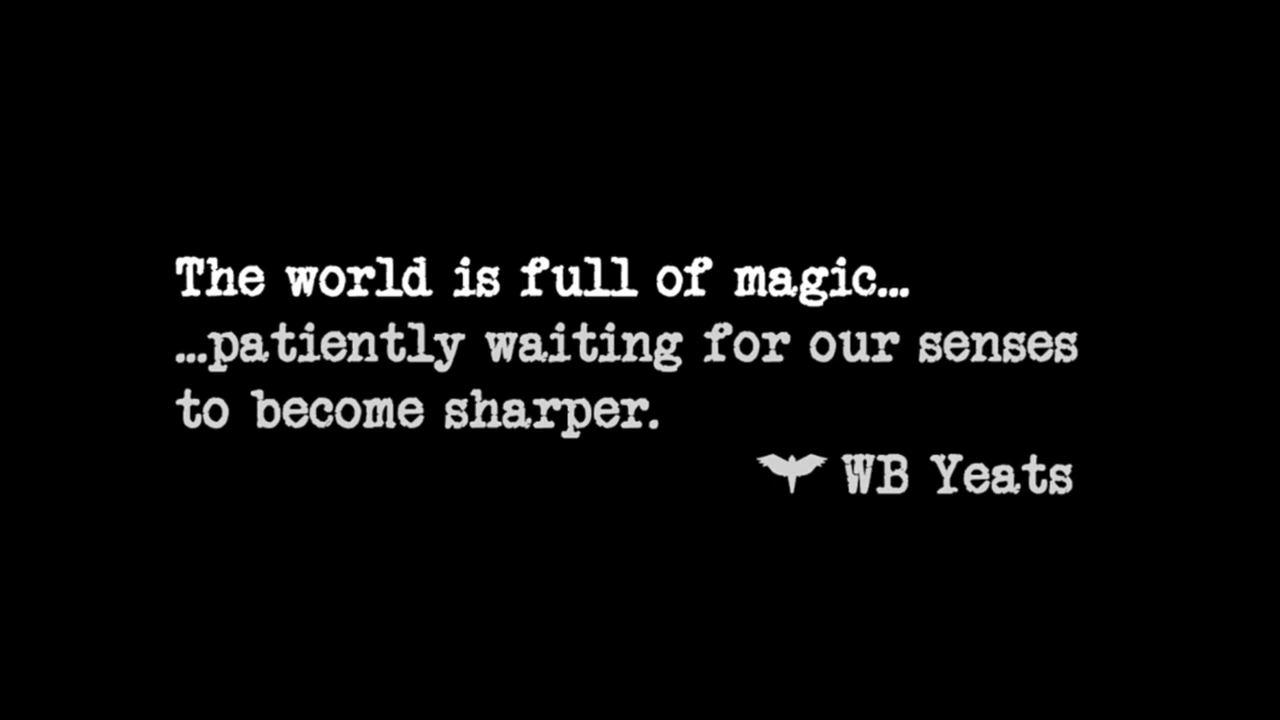 The world is full of magic...
...patiently waiting for our senses
to become sharper.
WB Yeats